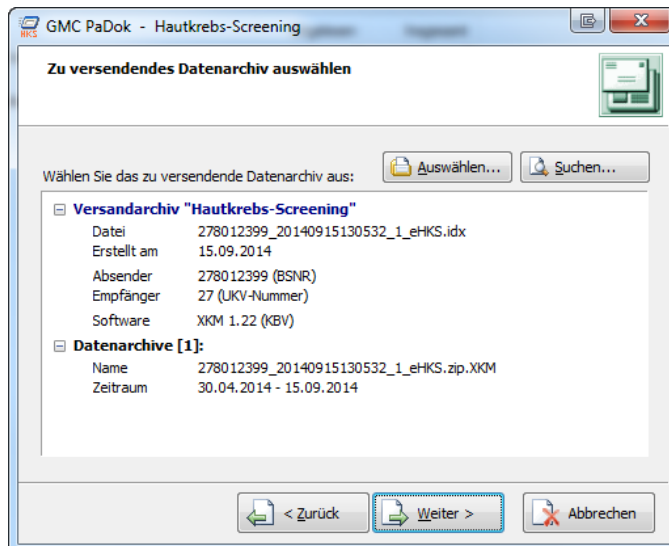 HKS
GMC PaDok - Hautkrebs-Screening
Zu versendendes Datenarchiv auswählen
Wählen Sie das zu versendende Datenarchiv aus:
Auswählen...
Suchen...
Versandarchiv "Hautkrebs-Screening"
Datei 278012399_20140915130532_1_eHKS.idx
Erstellt am 15.09.2014
Absender 278012399 (BSNR)
Empfänger 27 (UKV-Nummer)
Software XKM 1.22 (KBV)
Datenarchive [1]:
Name 278012399_20140915130532_1_eHKS.zip.XKM
Zeitraum 30.04.2014 - 15.09.2014
< Zurück
Weiter >
Abbrechen